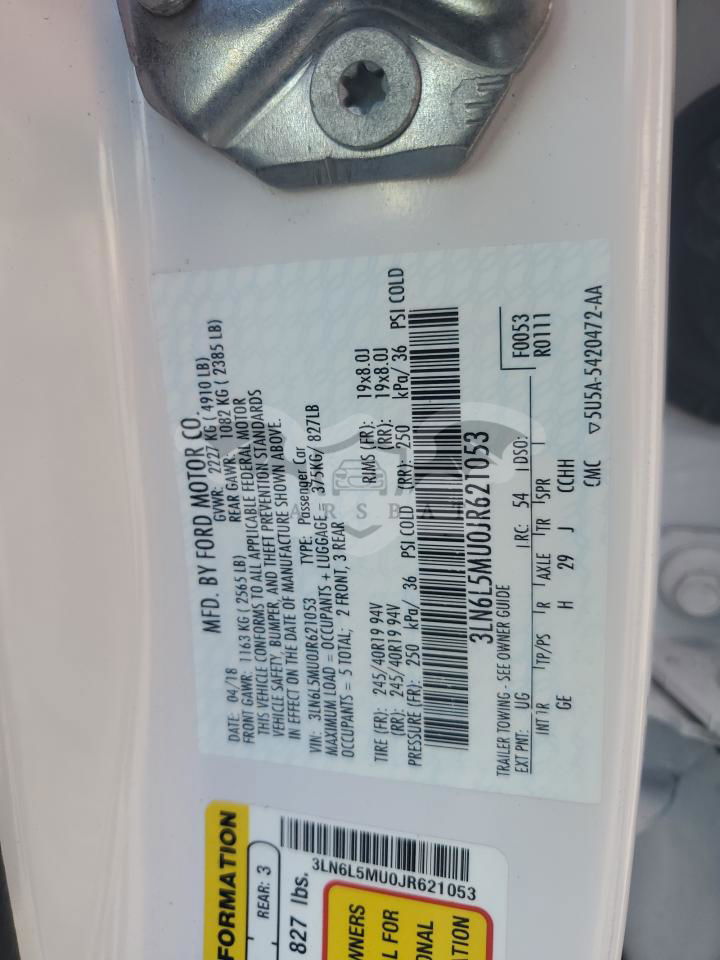 MFD. BY FORD MOTOR CO.
DATE: 04/18 GVWR: 2227 KG ( 4910 LB)
FRONT GAWR: 1163 KG ( 2565 LB) REAR GAWR: 1082 KG ( 2385 LB)
THIS VEHICLE CONFORMS TO ALL APPLICABLE FEDERAL MOTOR
VEHICLE SAFETY, BUMPER, AND THEFT PREVENTION STANDARDS
IN EFFECT ON THE DATE OF MANUFACTURE SHOWN ABOVE.
VIN: 3LN6L5MU0JR621053 TYPE: Passenger Car
MAXIMUM LOAD = OCCUPANTS + LUGGAGE = 375KG/ 827LB
OCCUPANTS = 5 TOTAL: 2 FRONT, 3 REAR
TIRE (FR): 245/40R19 94V RIMS (FR): 19x8.0J
(RR): 245/40R19 94V (RR): 19x8.0J
PRESSURE (FR): 250 kPa/ 36 PSI COLD (RR): 250 kPa/ 36 PSI COLD
3LN6L5MU0JR621053
TRAILER TOWING - SEE OWNER GUIDE
F0053
R0111
EXT PNT: UG RC: 54 DSO:
INT TR TP/PS R AXLE TR SPR
GE H 29 J CCHH
CMC ▽5U5A-5420472-AA
FORMATION
REAR: 3
827 lbs.
3LN6L5MU0JR621053
WNERS
L FOR
ONAL
ATION